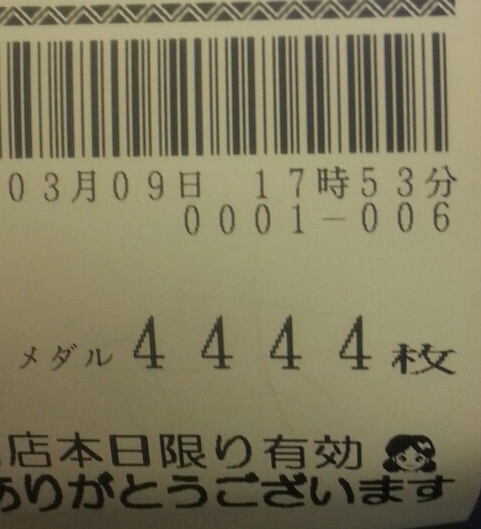 03月09日 17時53分
0001-006
メダル 4444枚
店本日限り有効
ありがとうございます